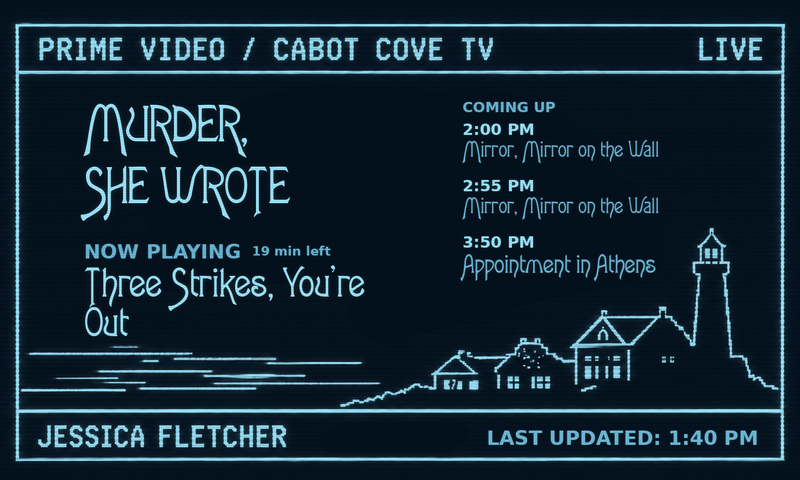 PRIME VIDEO / CABOT COVE TV
LIVE
MURDER,
SHE WROTE
NOW PLAYING 19 min left
Three Strikes, You're
Out
COMING UP
2:00 PM
Mirror, Mirror on the Wall
2:55 PM
Mirror, Mirror on the Wall
3:50 PM
Appointment in Athens
JESSICA FLETCHER
LAST UPDATED: 1:40 PM